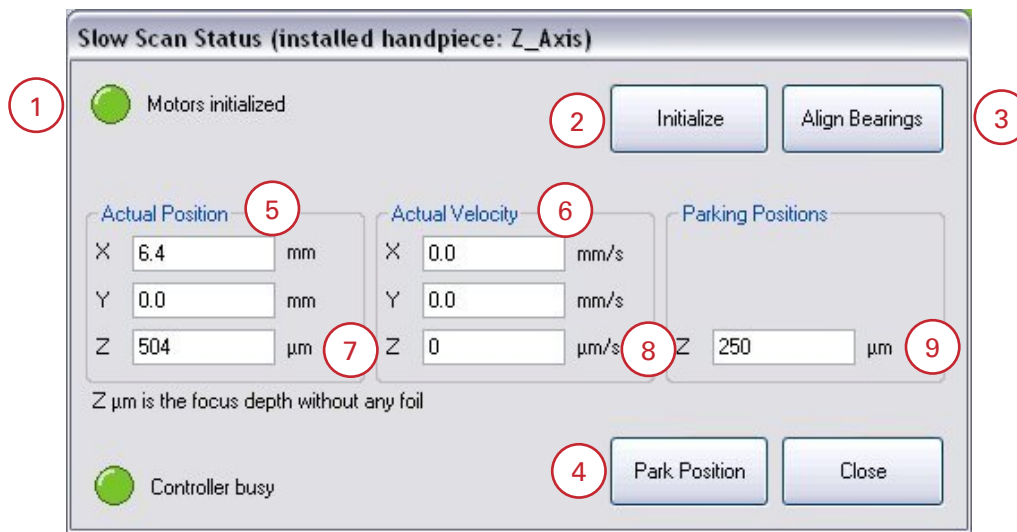 Slow Scan Status (installed handpiece: Z_Axis)
1 Motors initialized 2 Initialize Align Bearings 3
Actual Position 5 Actual Velocity 6 Parking Positions
X 6.4 mm X 0.0 mm/s
Y 0.0 mm Y 0.0 mm/s
Z 504 µm 7 Z 0 µm/s 8 Z 250 µm 9
Z µm is the focus depth without any foil
Controller busy 4 Park Position Close